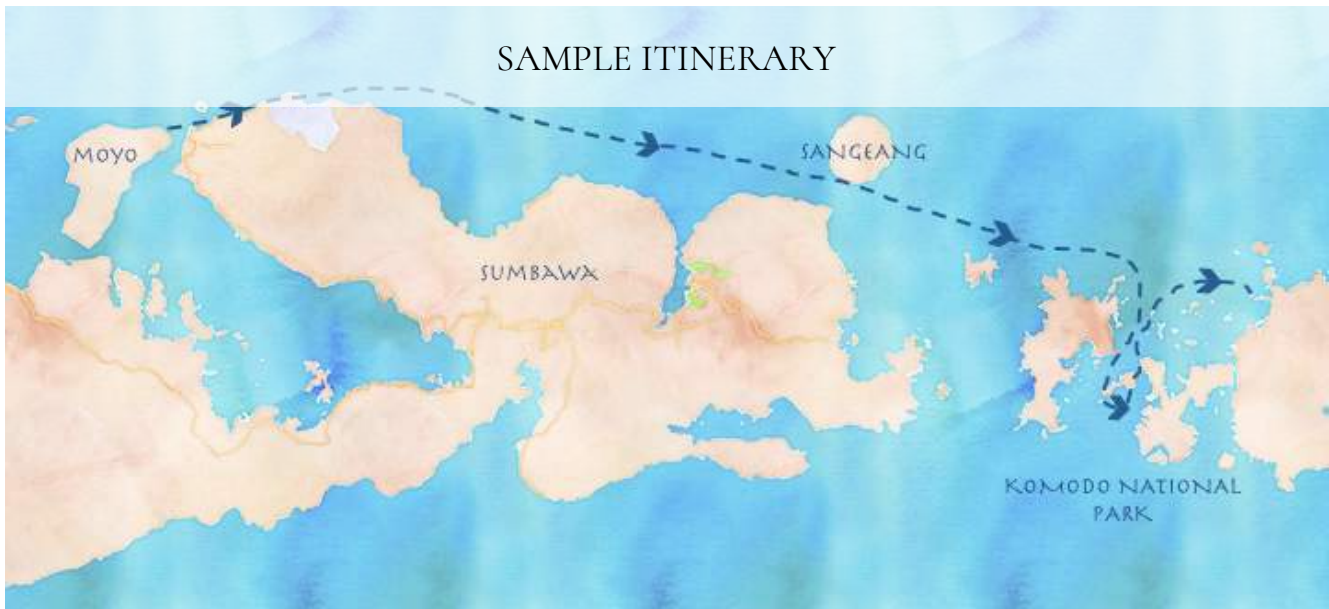 SAMPLE ITINERARY
MOYO
SANGEANG
SUMBAWA
KOMODO NATIONAL
PARK